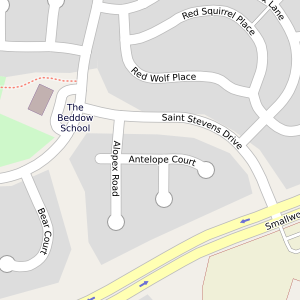 Red Squirrel Place
Lane
Red Wolf Place
The
Beddow
School
Saint Stevens Drive
Antelope Court
Alopex Road
Bear Court
Smallwo